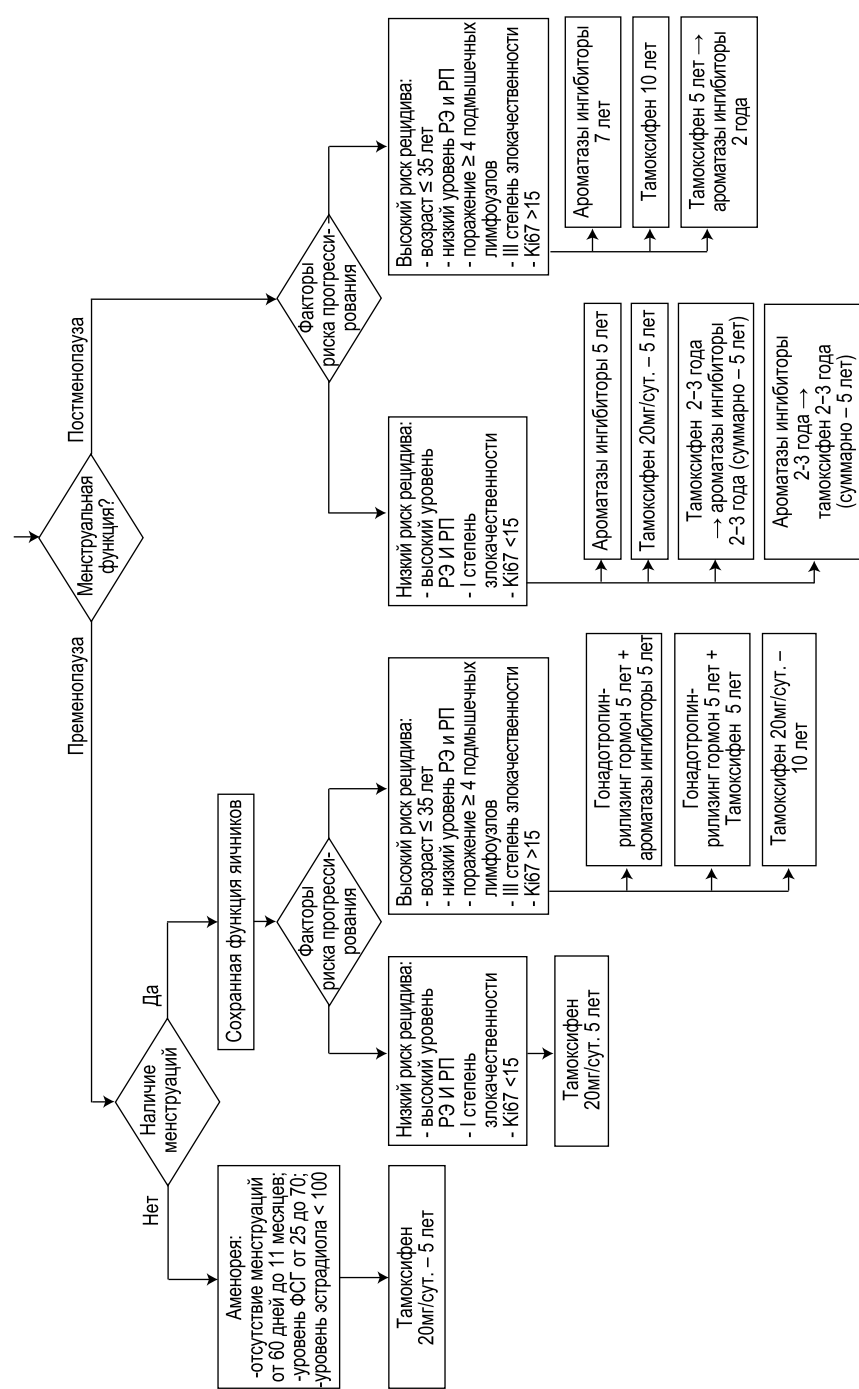 Менструальная
функция?
Пременопауза
Постменопауза
Наличие
менструаций
Нет
Да
Аменорея:
-отсутствие менструаций
от 60 дней до 11 месяцев;
-уровень ФСГ от 25 до 70;
-уровень эстрадиола < 100
Тамоксифен
20мг/сут. – 5 лет
Сохранная функция яичников
Факторы
риска прогресси-
рования
Низкий риск рецидива:
- высокий уровень
РЭ И РП
- I степень
злокачественности
- Ki67 <15
Тамоксифен
20мг/сут. 5 лет
Высокий риск рецидива:
- возраст ≤ 35 лет
- низкий уровень РЭ и РП
- поражение ≥ 4 подмышечных
лимфоузлов
- III степень злокачественности
- Ki67 >15
Гонадотропин-
рилизинг гормон 5 лет +
ароматазы ингибиторы 5 лет
Гонадотропин-
рилизинг гормон 5 лет +
Тамоксифен 5 лет
Тамоксифен 20мг/сут. –
10 лет
Факторы
риска прогресси-
рования
Низкий риск рецидива:
- высокий уровень
РЭ И РП
- I степень
злокачественности
- Ki67 <15
Ароматазы ингибиторы 5 лет
Тамоксифен 20мг/сут. – 5 лет
Тамоксифен 2–3 года
→ ароматазы ингибиторы
2–3 года (суммарно – 5 лет)
Ароматазы ингибиторы
2-3 года →
тамоксифен 2–3 года
(суммарно – 5 лет)
Высокий риск рецидива:
- возраст ≤ 35 лет
- низкий уровень РЭ и РП
- поражение ≥ 4 подмышечных
лимфоузлов
- III степень злокачественности
- Ki67 >15
Ароматазы ингибиторы
7 лет
Тамоксифен 10 лет
Тамоксифен 5 лет →
ароматазы ингибиторы
2 года